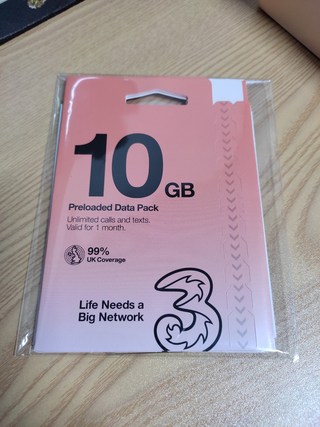 10 GB
Preloaded Data Pack
Unlimited calls and texts.
Valid for 1 month.
99%
UK Coverage
Life Needs a
Big Network
3